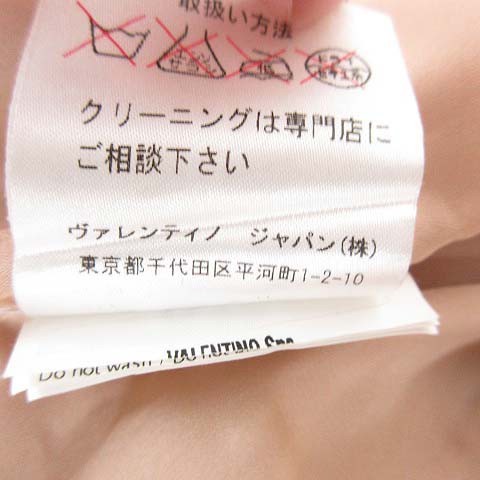 取扱い方法
クリーニングは専門店に
ご相談下さい
ヴァレンティノ ジャパン(株)
東京都千代田区平河町1-2-10
VALENTINO SpA
Do not wash /